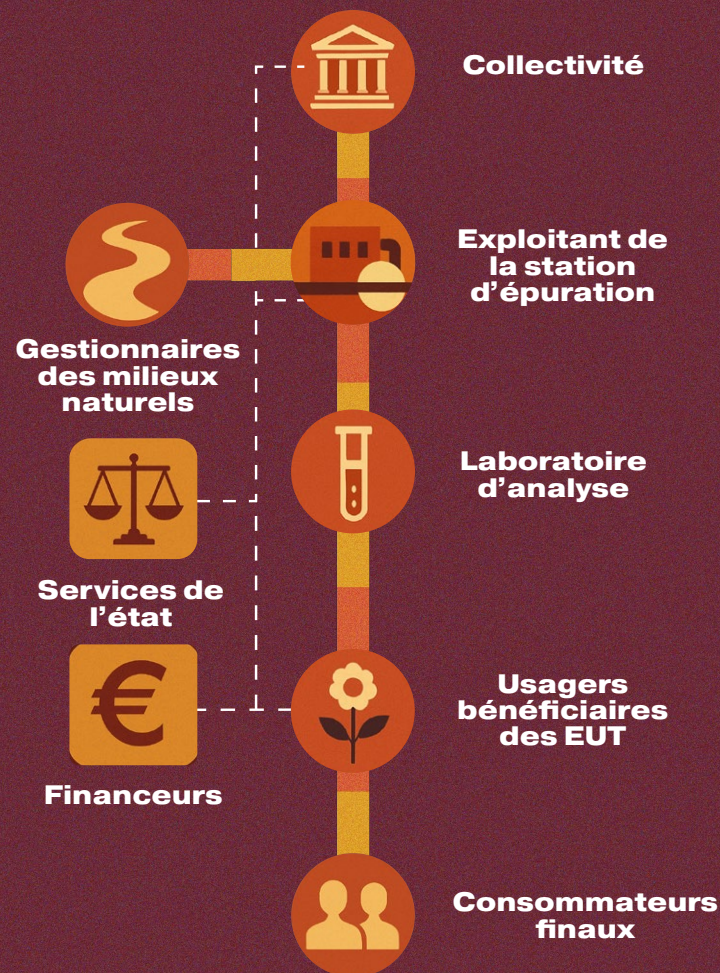 Collectivité
Exploitant de
la station
d’épuration
Gestionnaires
des milieux
naturels
Laboratoire
d’analyse
Services de
l’état
Usagers
bénéficiaires
des EUT
€
Financeurs
Consommateurs
finaux